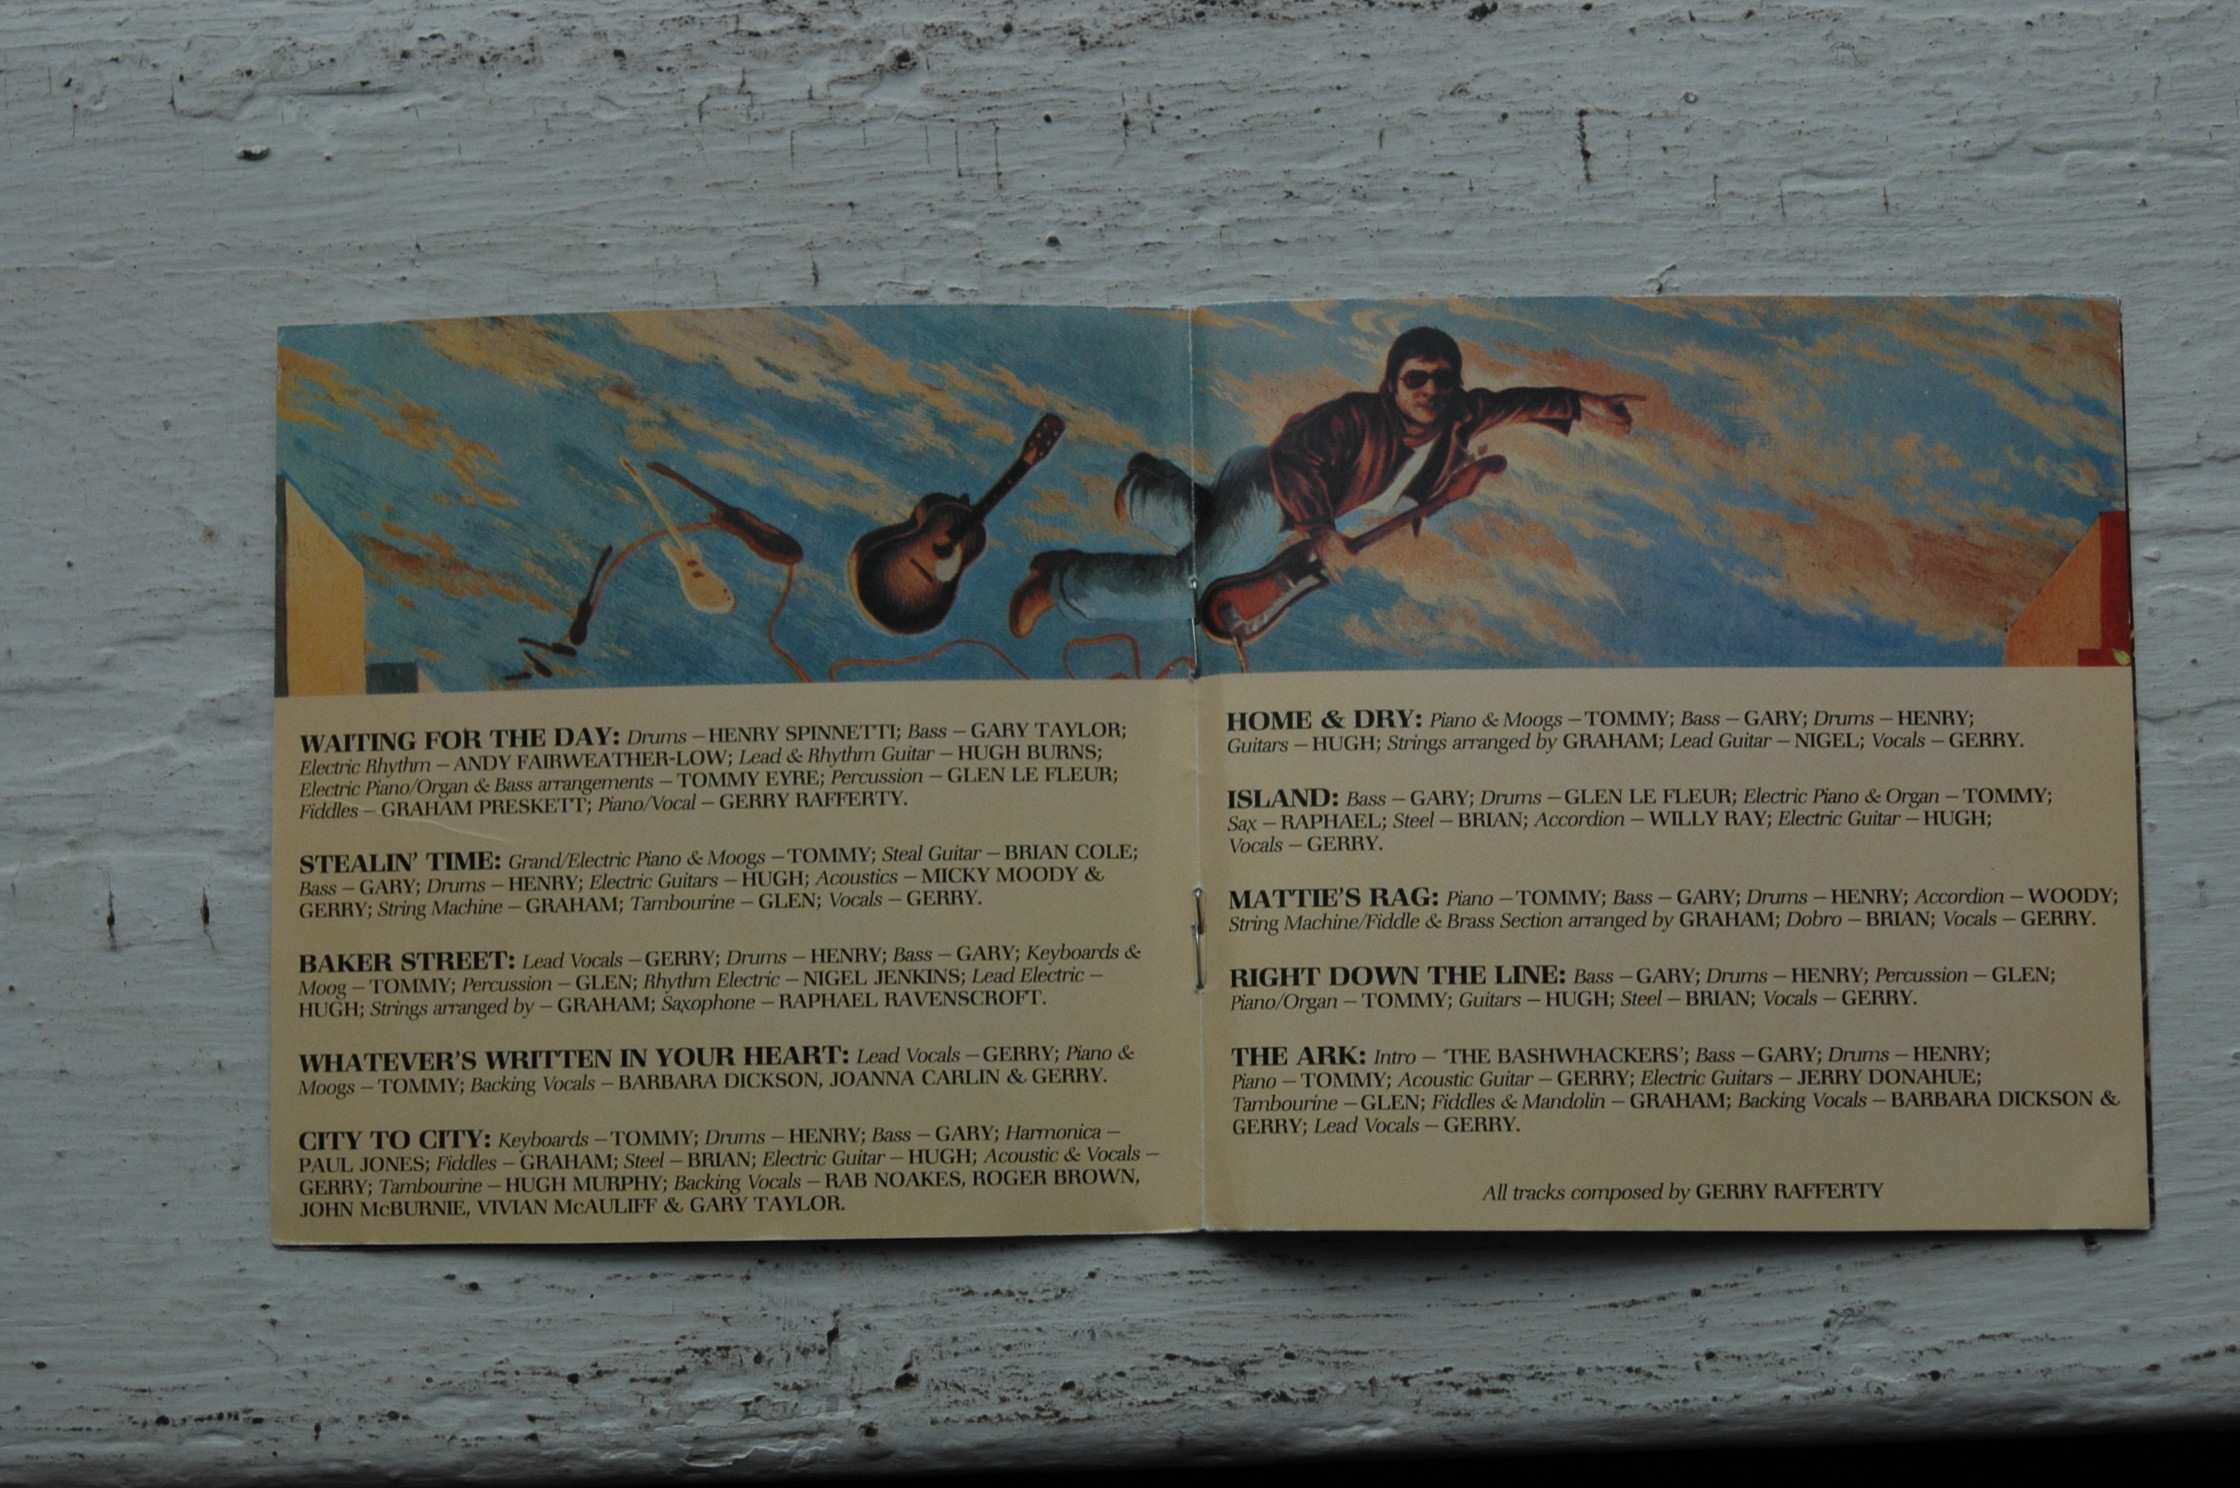 WAITING FOR THE DAY: Drums – HENRY SPINNETTI; Bass – GARY TAYLOR;
Electric Rhythm – ANDY FAIRWEATHER-LOW; Lead & Rhythm Guitar – HUGH BURNS;
Electric Piano/Organ & Bass arrangements – TOMMY EYRE; Percussion – GLEN LE FLEUR;
Fiddles – GRAHAM PRESKETT; Piano/Vocal – GERRY RAFFERTY.
STEALIN' TIME: Grand/Electric Piano & Moogs – TOMMY; Steal Guitar – BRIAN COLE;
Bass – GARY; Drums – HENRY; Electric Guitars – HUGH; Acoustics – MICKY MOODY &
GERRY; String Machine – GRAHAM; Tambourine – GLEN; Vocals – GERRY.
BAKER STREET: Lead Vocals – GERRY; Drums – HENRY; Bass – GARY; Keyboards &
Moog – TOMMY; Percussion – GLEN; Rhythm Electric – NIGEL JENKINS; Lead Electric –
HUGH; Strings arranged by – GRAHAM; Saxophone – RAPHAEL RAVENSCROFT.
WHATEVER'S WRITTEN IN YOUR HEART: Lead Vocals – GERRY; Piano &
Moogs – TOMMY; Backing Vocals – BARBARA DICKSON, JOANNA CARLIN & GERRY.
CITY TO CITY: Keyboards – TOMMY; Drums – HENRY; Bass – GARY; Harmonica –
PAUL JONES; Fiddles – GRAHAM; Steel – BRIAN; Electric Guitar – HUGH; Acoustic & Vocals –
GERRY; Tambourine – HUGH MURPHY; Backing Vocals – RAB NOAKES, ROGER BROWN,
JOHN McBURNIE, VIVIAN McAULIFF & GARY TAYLOR.
HOME & DRY: Piano & Moogs – TOMMY; Bass – GARY; Drums – HENRY;
Guitars – HUGH; Strings arranged by GRAHAM; Lead Guitar – NIGEL; Vocals – GERRY.
ISLAND: Bass – GARY; Drums – GLEN LE FLEUR; Electric Piano & Organ – TOMMY;
Sax – RAPHAEL; Steel – BRIAN; Accordion – WILLY RAY; Electric Guitar – HUGH;
Vocals – GERRY.
MATTIE'S RAG: Piano – TOMMY; Bass – GARY; Drums – HENRY; Accordion – WOODY;
String Machine/Fiddle & Brass Section arranged by GRAHAM; Dobro – BRIAN; Vocals – GERRY.
RIGHT DOWN THE LINE: Bass – GARY; Drums – HENRY; Percussion – GLEN;
Piano/Organ – TOMMY; Guitars – HUGH; Steel – BRIAN; Vocals – GERRY.
THE ARK: Intro – 'THE BASHWHACKERS'; Bass – GARY; Drums – HENRY;
Piano – TOMMY; Acoustic Guitar – GERRY; Electric Guitars – JERRY DONAHUE;
Tambourine – GLEN; Fiddles & Mandolin – GRAHAM; Backing Vocals – BARBARA DICKSON &
GERRY; Lead Vocals – GERRY.
All tracks composed by GERRY RAFFERTY